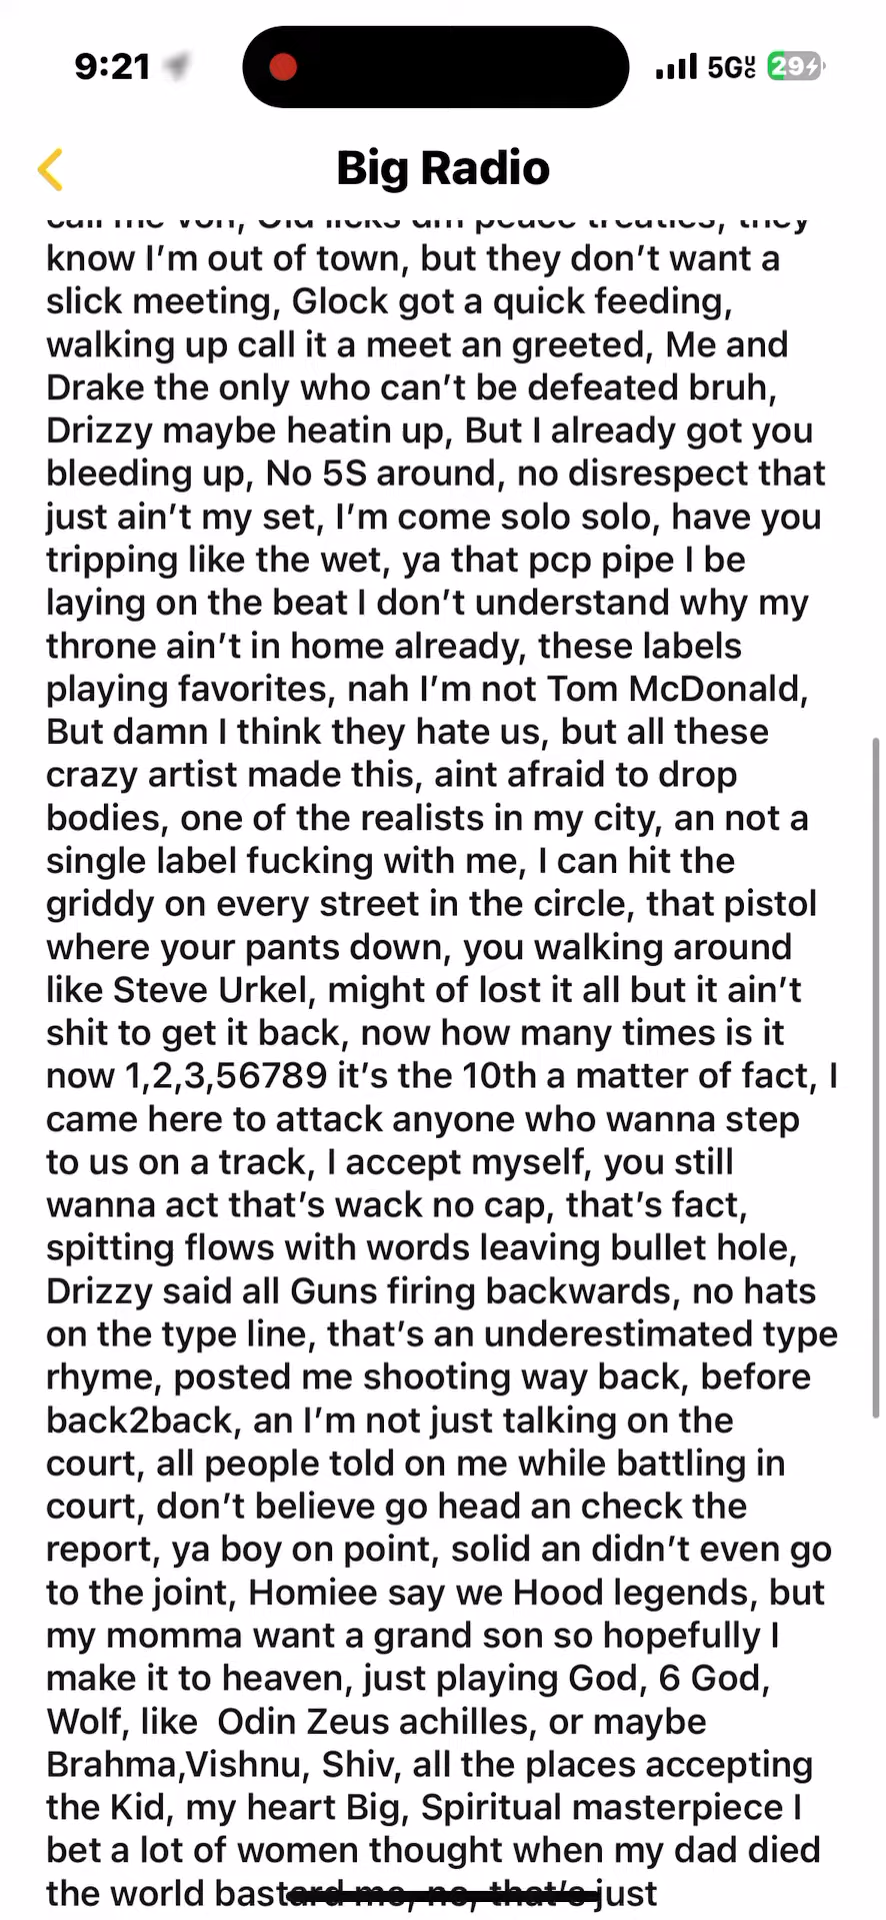 9:21
5G
29
Big Radio
call me Von, Old licks um peace treaties, they
know I’m out of town, but they don’t want a
slick meeting, Glock got a quick feeding,
walking up call it a meet an greeted, Me and
Drake the only who can’t be defeated bruh,
Drizzy maybe heatin up, But I already got you
bleeding up, No 5S around, no disrespect that
just ain’t my set, I’m come solo solo, have you
tripping like the wet, ya that pcp pipe I be
laying on the beat I don’t understand why my
throne ain’t in home already, these labels
playing favorites, nah I’m not Tom McDonald,
But damn I think they hate us, but all these
crazy artist made this, aint afraid to drop
bodies, one of the realists in my city, an not a
single label fucking with me, I can hit the
griddy on every street in the circle, that pistol
where your pants down, you walking around
like Steve Urkel, might of lost it all but it ain’t
shit to get it back, now how many times is it
now 1,2,3,56789 it’s the 10th a matter of fact, I
came here to attack anyone who wanna step
to us on a track, I accept myself, you still
wanna act that’s wack no cap, that’s fact,
spitting flows with words leaving bullet hole,
Drizzy said all Guns firing backwards, no hats
on the type line, that’s an underestimated type
rhyme, posted me shooting way back, before
back2back, an I’m not just talking on the
court, all people told on me while battling in
court, don’t believe go head an check the
report, ya boy on point, solid an didn’t even go
to the joint, Homiee say we Hood legends, but
my momma want a grand son so hopefully I
make it to heaven, just playing God, 6 God,
Wolf, like  Odin Zeus achilles, or maybe
Brahma,Vishnu, Shiv, all the places accepting
the Kid, my heart Big, Spiritual masterpiece I
bet a lot of women thought when my dad died
the world bastard me, no, that’s just